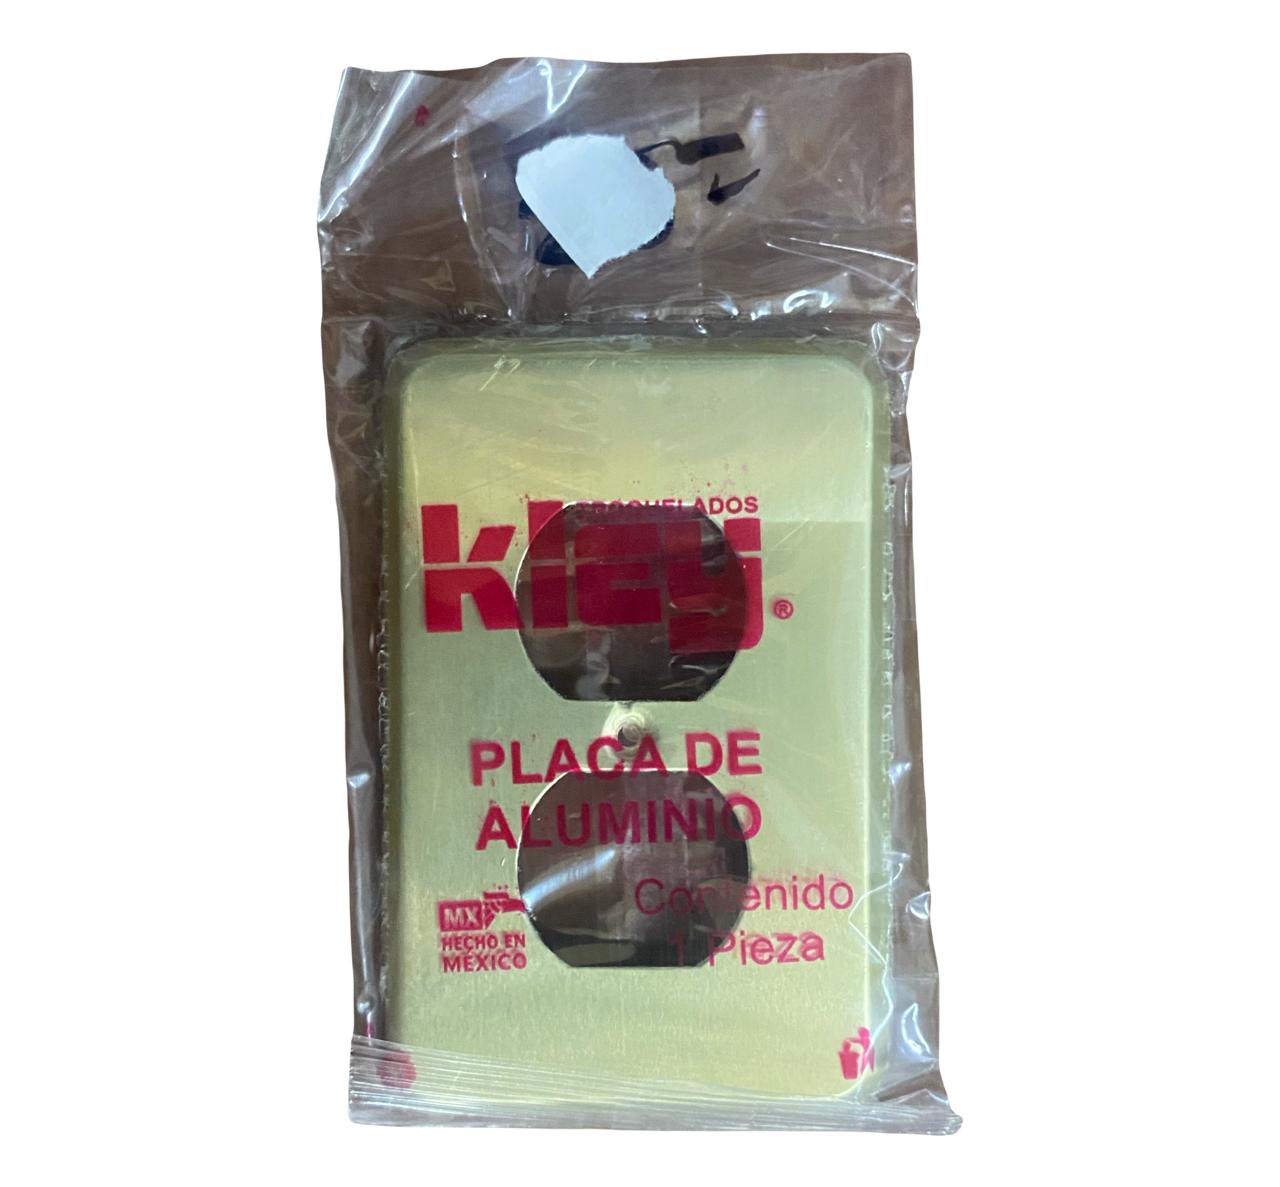 TROQUELADOS
kley®
PLACA DE
ALUMINIO
Contenido
1 Pieza
MX
HECHO EN
MÉXICO